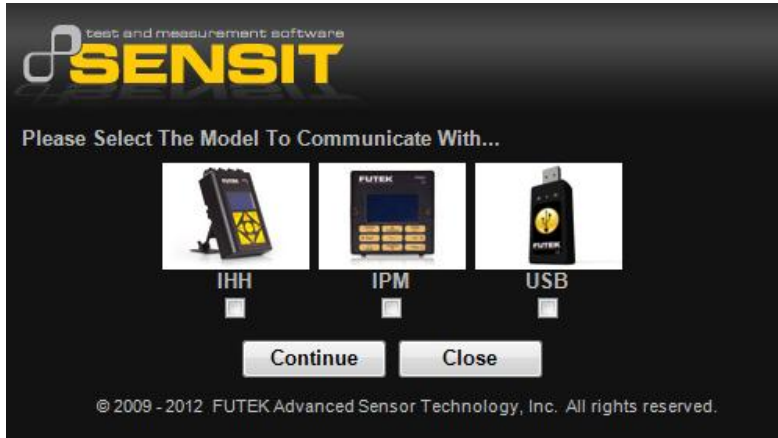 test and measurement software
SENSIT
Please Select The Model To Communicate With...
FUTEK
FUTEK
FUTEK
IHH
IPM
USB
Continue
Close
© 2009 - 2012 FUTEK Advanced Sensor Technology, Inc. All rights reserved.